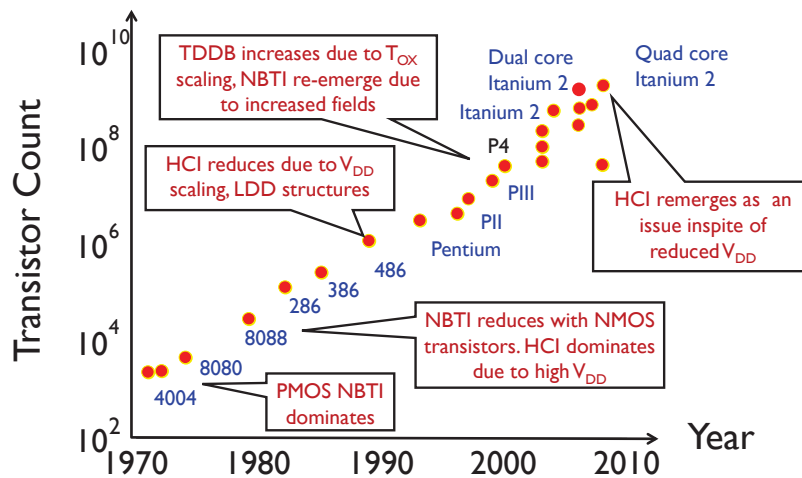 10^10
TDDB increases due to T_OX
scaling, NBTI re-emerge due
to increased fields
Dual core
Itanium 2
Quad core
Itanium 2
Itanium 2
10^8
P4
HCI reduces due to V_DD
scaling, LDD structures
PIII
HCI remerges as an
issue inspite of
reduced V_DD
PII
10^6
Pentium
486
386
286
10^4
8088
NBTI reduces with NMOS
transistors. HCI dominates
due to high V_DD
8080
4004
PMOS NBTI
dominates
10^2
1970
1980
1990
2000
2010
Year
Transistor Count